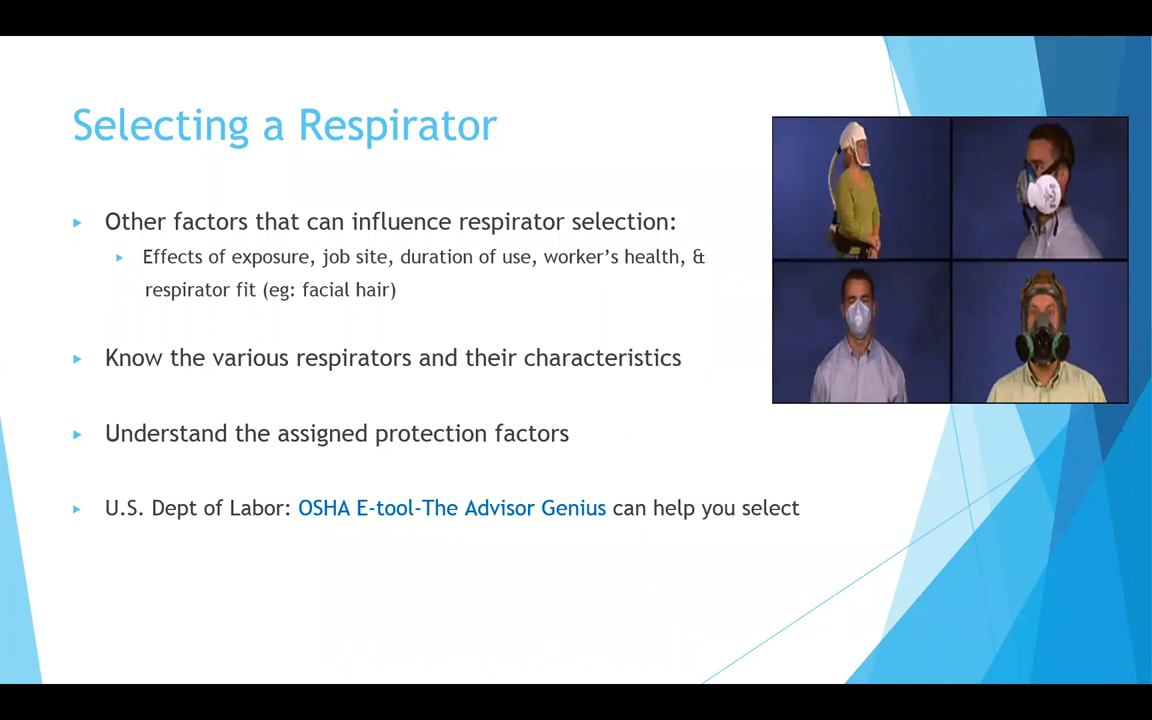 Selecting a Respirator
Other factors that can influence respirator selection:
Effects of exposure, job site, duration of use, worker's health, &
respirator fit (eg: facial hair)
Know the various respirators and their characteristics
Understand the assigned protection factors
U.S. Dept of Labor: OSHA E-tool-The Advisor Genius can help you select